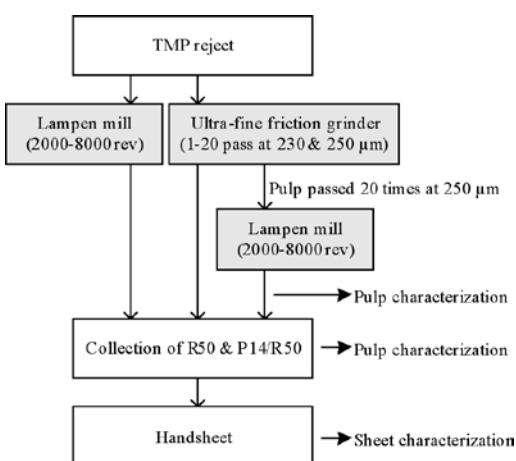 TMP reject
Lampen mill
(2000-8000 rev)
Ultra-fine friction grinder
(1-20 pass at 230 & 250 µm)
Pulp passed 20 times at 250 µm
Lampen mill
(2000-8000 rev)
Pulp characterization
Collection of R50 & P14/R50
Pulp characterization
Handsheet
Sheet characterization